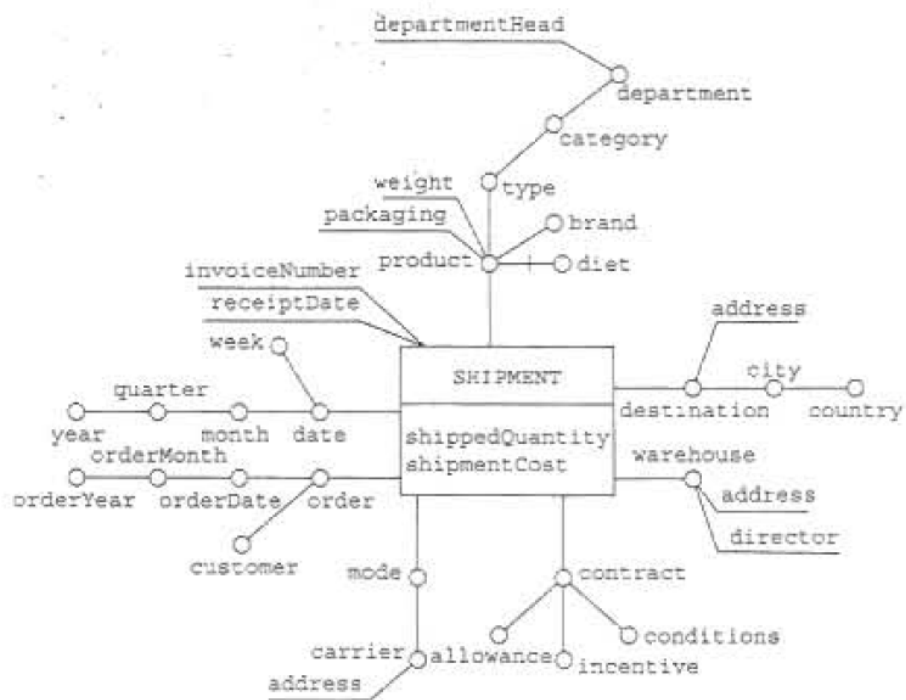 departmentHead
department
category
type
weight
packaging
brand
product
diet
invoiceNumber
receiptDate
week
address
SHIPMENT
city
quarter
destination
country
year
month
date
shippedQuantity
shipmentCost
orderMonth
warehouse
orderYear
orderDate
order
address
director
customer
mode
contract
carrier
allowance
conditions
incentive
address